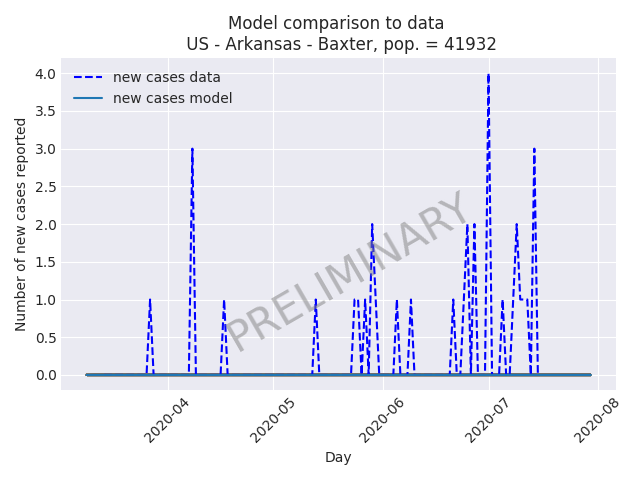 Model comparison to data
US - Arkansas - Baxter, pop. = 41932
new cases data
new cases model
4.0
3.5
3.0
2.5
2.0
1.5
1.0
0.5
0.0
Number of new cases reported
PRELIMINARY
2020-04
2020-05
2020-06
2020-07
2020-08
Day